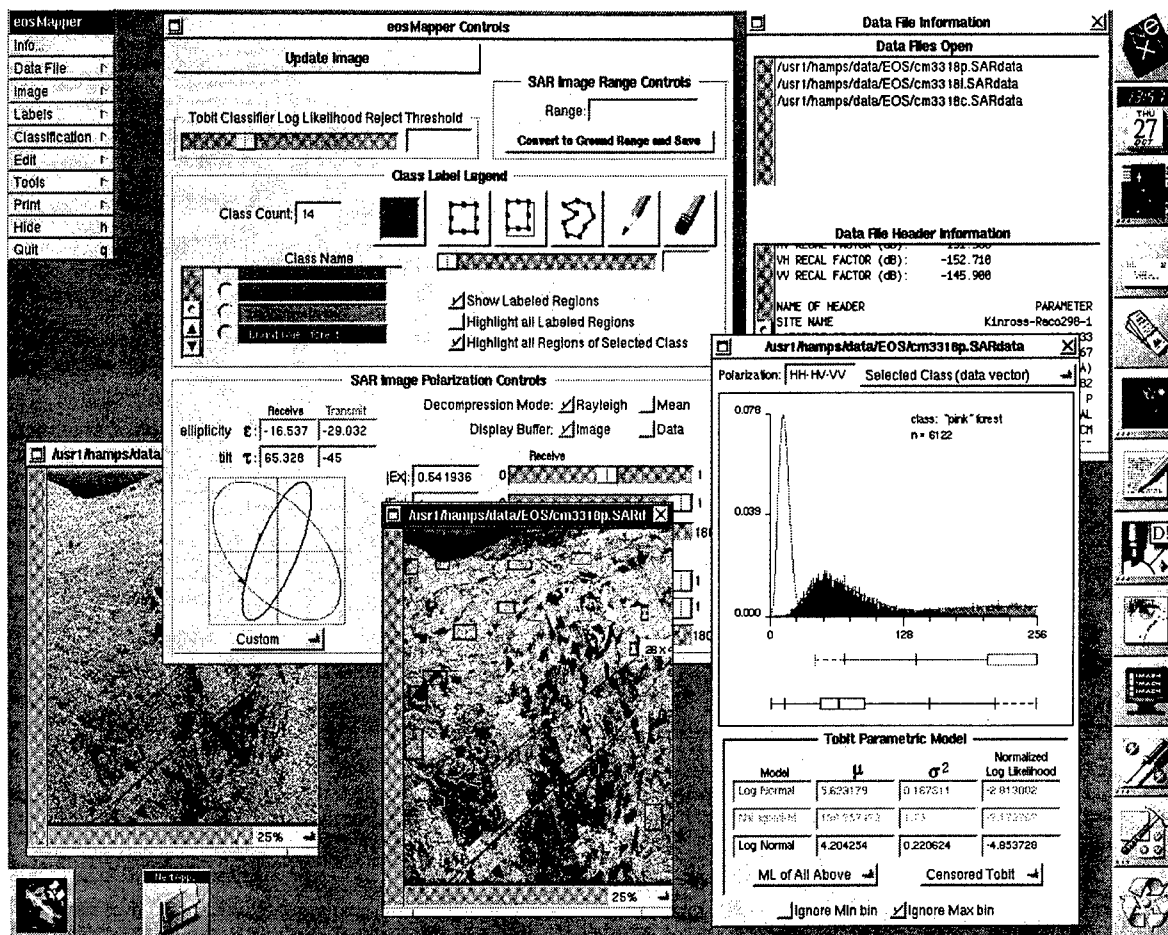 eosMapper
Info...
Data File r
Image r
Labels r
Classification r
Edit r
Tools r
Print r
Hide h
Quit q
eosMapper Controls
Update Image
SAR Image Range Controls
Range:
Convert to Ground Range and Save
Tobit Classifier Log Likelihood Reject Threshold
Class Label Legend
Class Count: 14
Class Name
Show Labeled Regions
Highlight all Labeled Regions
Highlight all Regions of Selected Class
SAR Image Polarization Controls
Receive Transmit
ellipticity ε: -16.537 -29.032
tilt τ: 65.328 -45
Decompression Mode: Rayleigh Mean
Display Buffer: Image Data
Receive
|Ex| 0.541936 0 1
1
180
1
1
180
Custom
Data File Information
Data Files Open
/usr1/hamps/data/EOS/cm3318p.SARdata
/usr1/hamps/data/EOS/cm3318l.SARdata
/usr1/hamps/data/EOS/cm3318c.SARdata
Data File Header Information
VH RECAL FACTOR (dB): -152.710
VV RECAL FACTOR (dB): -145.900
NAME OF HEADER PARAMETER
SITE NAME Kinross-Reco290-1
THU
27
/usr1/hamps/data
25%
/usr1/hamps/data/EOS/cm3318p.SARd
25%
/usr1/hamps/data/EOS/cm3318p.SARdata
Polarization: HH-HV-VV Selected Class (data vector)
0.078
class: "pink" forest
n = 6122
0.039
0.000
0 128 256
Tobit Parametric Model
Model μ σ2 Normalized Log Likelihood
Log Normal 5.623179 0.167311 -2.813002
Log Normal 4.204254 0.220624 -4.853728
ML of All Above Censored Tobit
Ignore Min bin Ignore Max bin